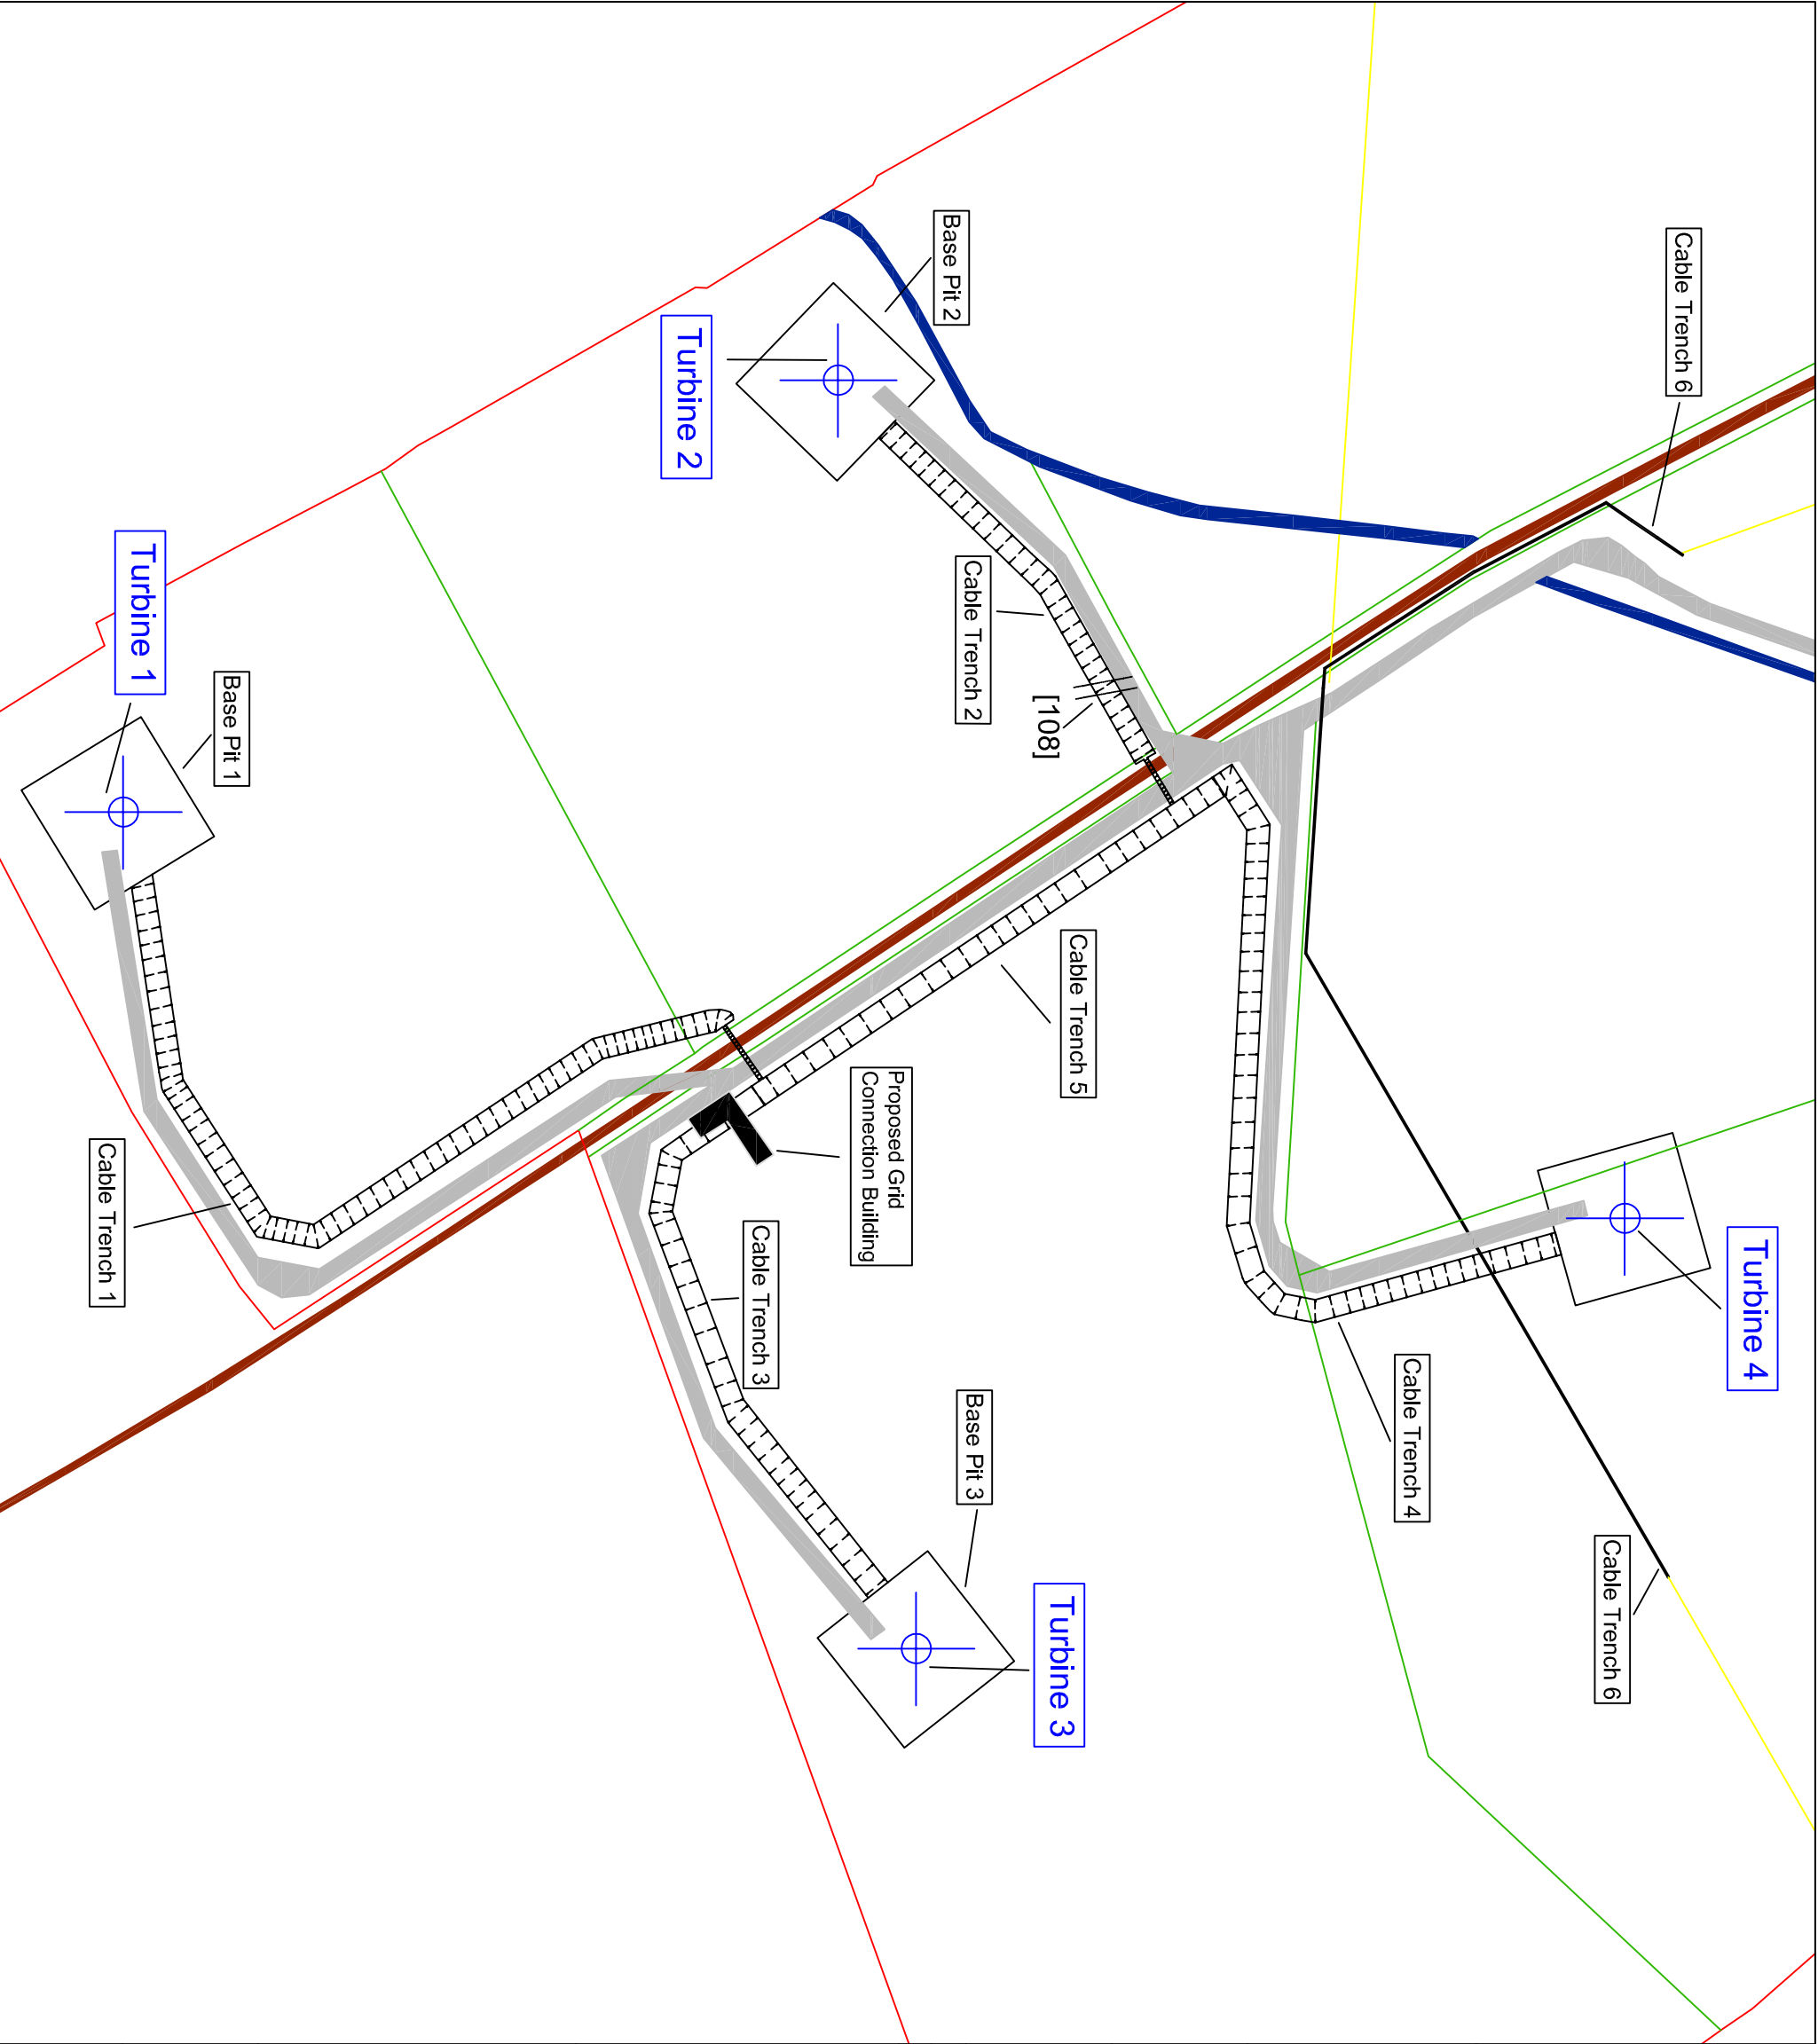 Cable Trench 6
Base Pit 2
Turbine 2
Cable Trench 2
[108]
Turbine 1
Base Pit 1
Cable Trench 5
Proposed Grid
Connection Building
Cable Trench 1
Cable Trench 3
Turbine 4
Cable Trench 4
Base Pit 3
Cable Trench 6
Turbine 3